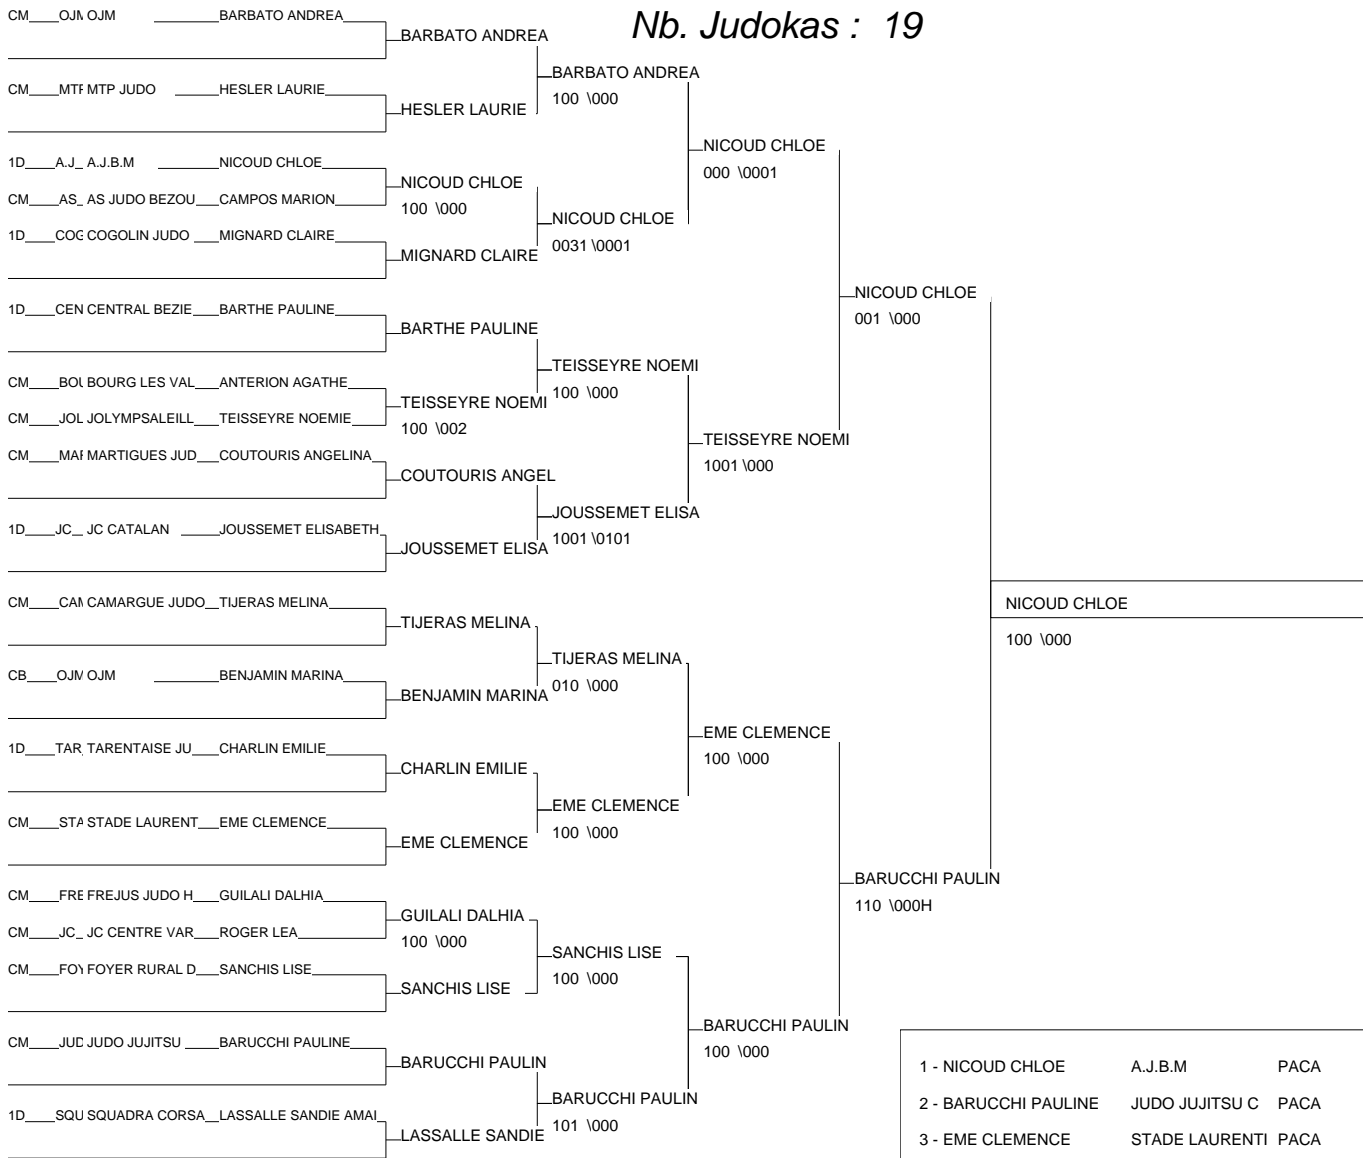 Nb. Judokas :  19
CM OJM OJM BARBATO ANDREA
BARBATO ANDREA
BARBATO ANDREA
100 \000
CM MTP MTP JUDO HESLER LAURIE
HESLER LAURIE
NICOUD CHLOE
000 \0001
1D A.J_ A.J.B.M NICOUD CHLOE
NICOUD CHLOE
100 \000
CM AS_ AS JUDO BEZOU CAMPOS MARION
NICOUD CHLOE
0031 \0001
1D COG COGOLIN JUDO MIGNARD CLAIRE
MIGNARD CLAIRE
NICOUD CHLOE
001 \000
1D CEN CENTRAL BEZIE BARTHE PAULINE
BARTHE PAULINE
TEISSEYRE NOEMI
100 \000
CM BOU BOURG LES VAL ANTERION AGATHE
TEISSEYRE NOEMI
100 \002
CM JOL JOLYMPSALEILL TEISSEYRE NOEMIE
TEISSEYRE NOEMI
1001 \000
CM MAR MARTIGUES JUD COUTOURIS ANGELINA
COUTOURIS ANGEL
JOUSSEMET ELISA
1001 \0101
1D JC_ JC CATALAN JOUSSEMET ELISABETH
JOUSSEMET ELISA
NICOUD CHLOE
100 \000
CM CAM CAMARGUE JUDO TIJERAS MELINA
TIJERAS MELINA
TIJERAS MELINA
010 \000
CB OJM OJM BENJAMIN MARINA
BENJAMIN MARINA
EME CLEMENCE
100 \000
1D TAR TARENTAISE JU CHARLIN EMILIE
CHARLIN EMILIE
EME CLEMENCE
100 \000
CM STA STADE LAURENT EME CLEMENCE
EME CLEMENCE
BARUCCHI PAULIN
110 \000H
CM FRE FREJUS JUDO H GUILALI DALHIA
GUILALI DALHIA
100 \000
CM JC_ JC CENTRE VAR ROGER LEA
SANCHIS LISE
100 \000
CM FOY FOYER RURAL D SANCHIS LISE
SANCHIS LISE
BARUCCHI PAULIN
100 \000
CM JUD JUDO JUJITSU BARUCCHI PAULINE
BARUCCHI PAULIN
BARUCCHI PAULIN
101 \000
1D SQU SQUADRA CORSA LASSALLE SANDIE AMAI
LASSALLE SANDIE
1 - NICOUD CHLOE A.J.B.M PACA
2 - BARUCCHI PAULINE JUDO JUJITSU C PACA
3 - EME CLEMENCE STADE LAURENTI PACA